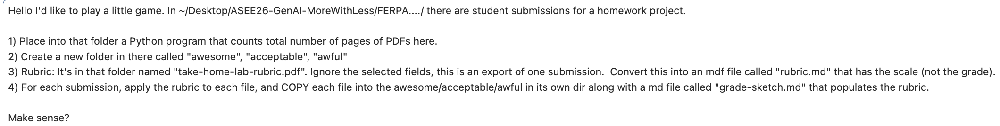 Hello I'd like to play a little game. In ~/Desktop/ASEE26-GenAI-MoreWithLess/FERPA..../ there are student submissions for a homework project.
1) Place into that folder a Python program that counts total number of pages of PDFs here.
2) Create a new folder in there called "awesome", "acceptable", "awful"
3) Rubric: It's in that folder named "take-home-lab-rubric.pdf". Ignore the selected fields, this is an export of one submission.  Convert this into an mdf file called "rubric.md" that has the scale (not the grade).
4) For each submission, apply the rubric to each file, and COPY each file into the awesome/acceptable/awful in its own dir along with a md file called "grade-sketch.md" that populates the rubric.
Make sense?